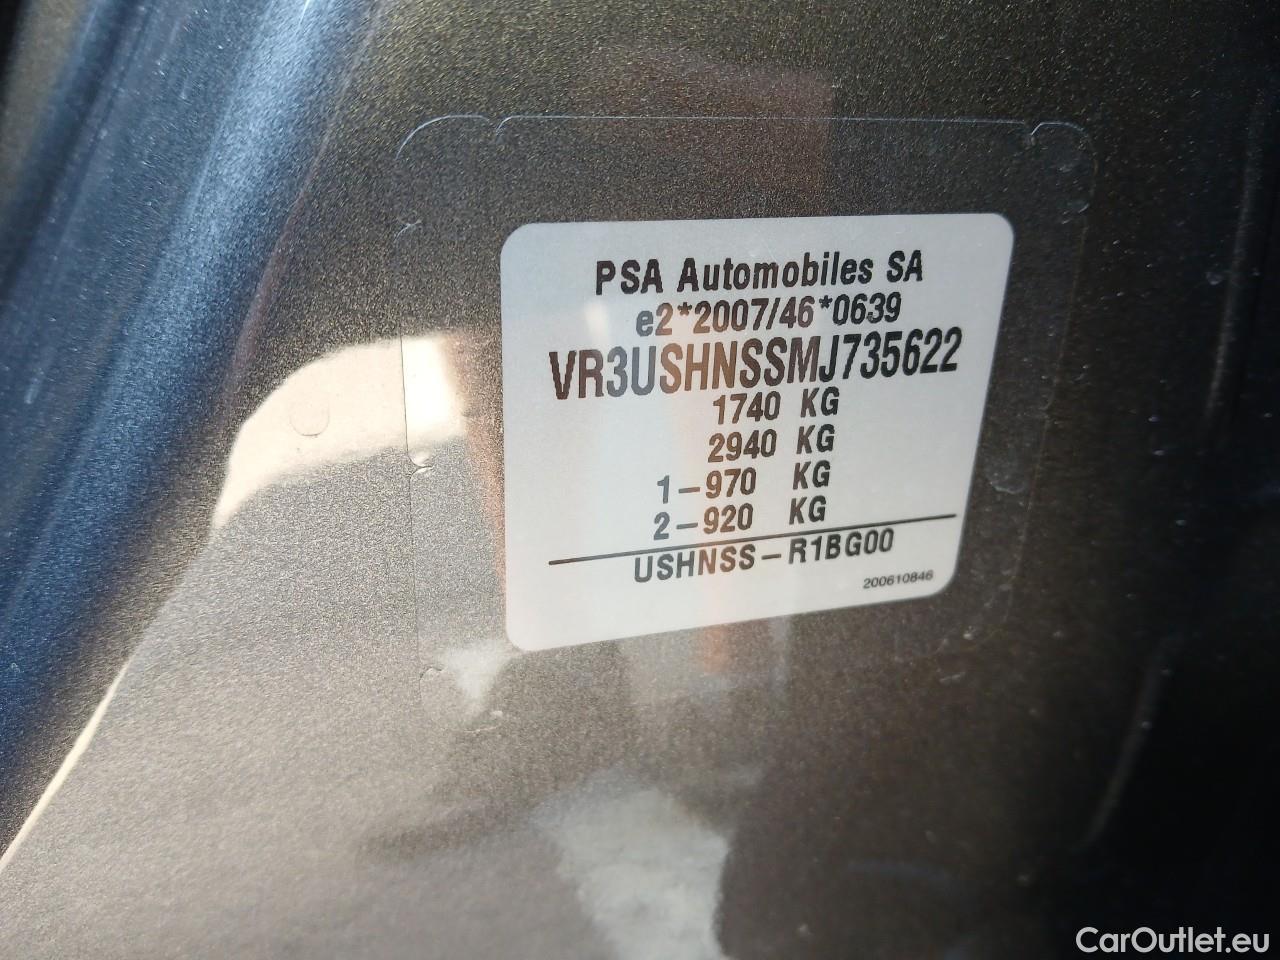 PSA Automobiles SA
e2*2007/46*0639
VR3USHNSSMJ735622
1740 KG
2940 KG
1-970 KG
2-920 KG
USHNSS-R1BG00
200610846
CarOutlet.eu